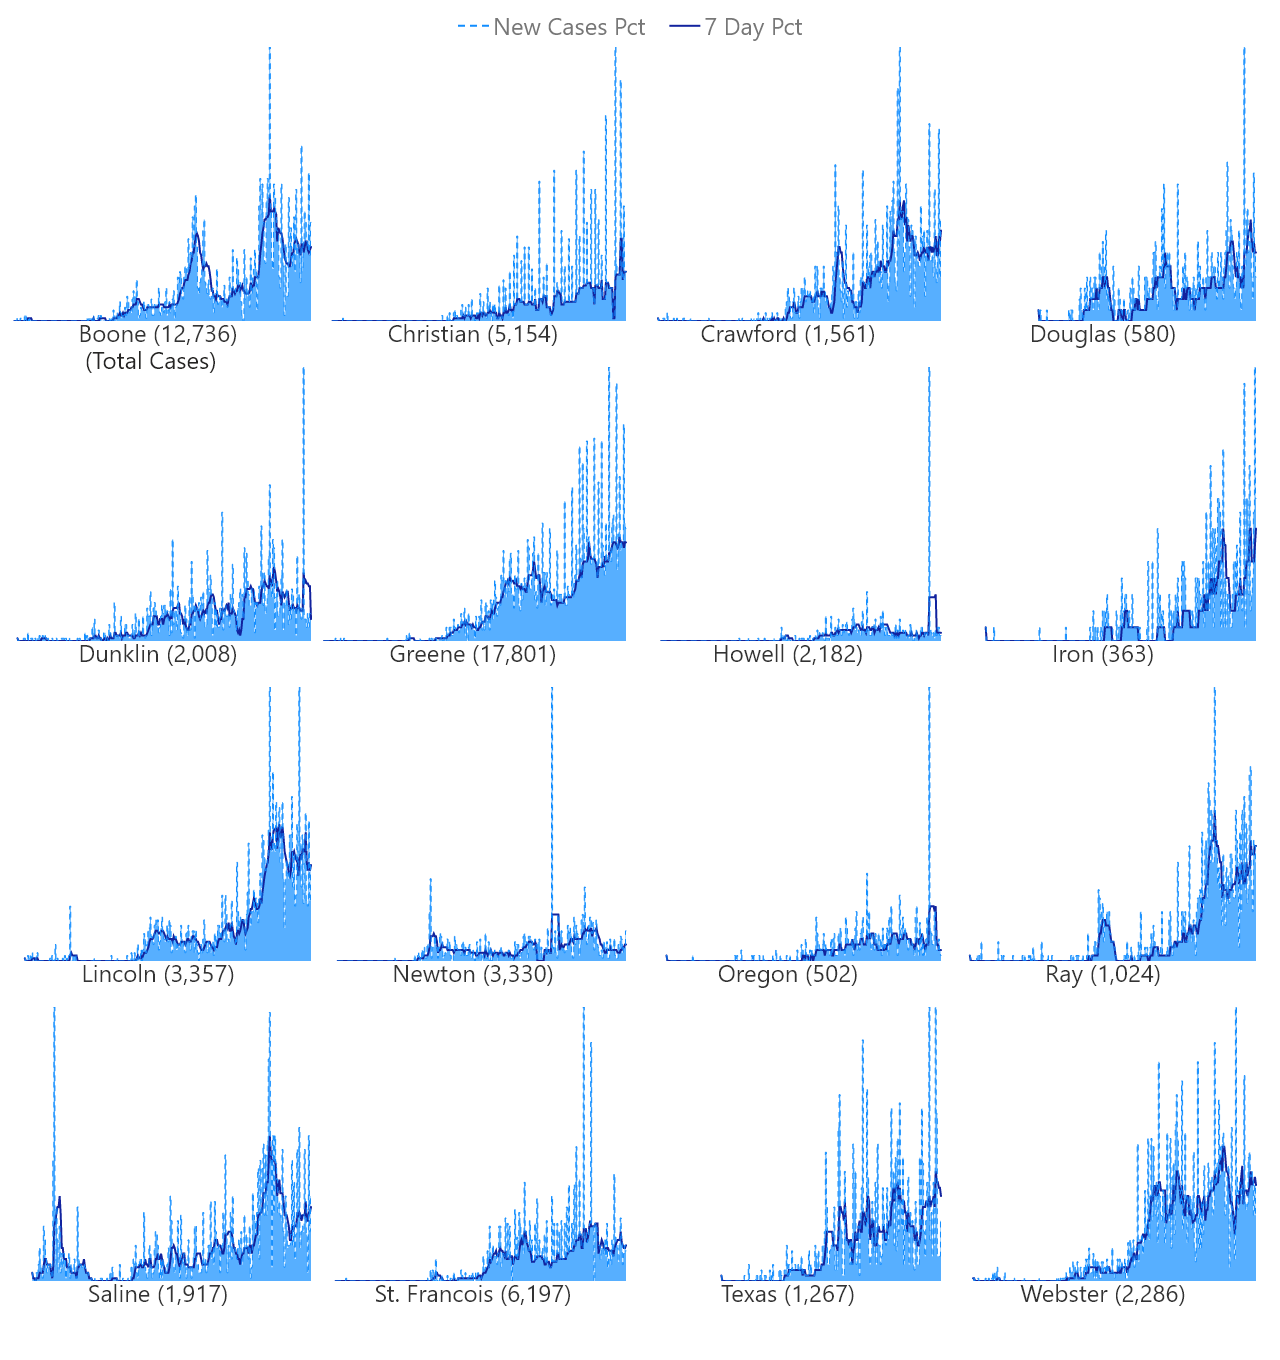 New Cases Pct 7 Day Pct
Boone (12,736) Christian (5,154) Crawford (1,561) Douglas (580)
(Total Cases)
Dunklin (2,008) Greene (17,801) Howell (2,182) Iron (363)
Lincoln (3,357) Newton (3,330) Oregon (502) Ray (1,024)
Saline (1,917) St. Francois (6,197) Texas (1,267) Webster (2,286)